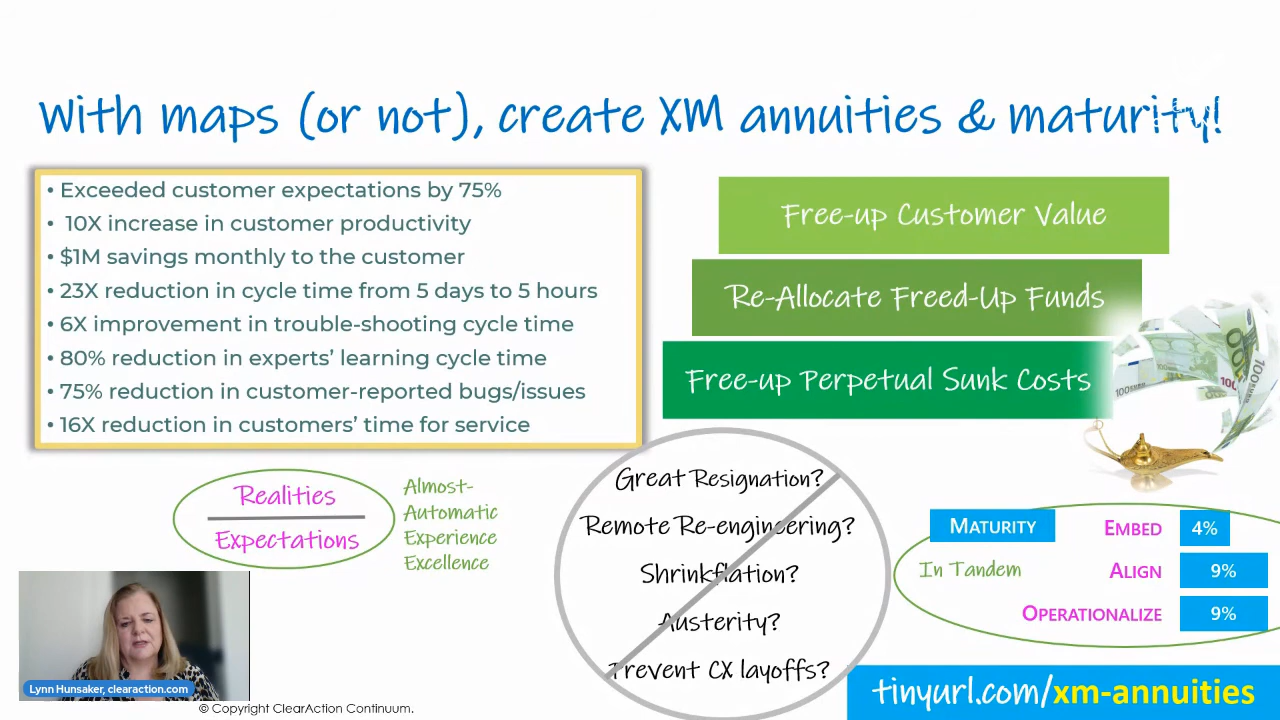 With maps (or not), create XM annuities & maturity!
• Exceeded customer expectations by 75%
• 10X increase in customer productivity
• $1M savings monthly to the customer
• 23X reduction in cycle time from 5 days to 5 hours
• 6X improvement in trouble-shooting cycle time
• 80% reduction in experts’ learning cycle time
• 75% reduction in customer-reported bugs/issues
• 16X reduction in customers’ time for service
Free-up Customer Value
Re-Allocate Freed-Up Funds
Free-up Perpetual Sunk Costs
Realities
Expectations
Almost-
Automatic
Experience
Excellence
Great Resignation?
Remote Re-engineering?
Shrinkflation?
Austerity?
Prevent CX layoffs?
MATURITY
In Tandem
EMBED 4%
ALIGN 9%
OPERATIONALIZE 9%
100
100EURO
Lynn Hunsaker, clearaction.com
© Copyright ClearAction Continuum.
tinyurl.com/xm-annuities